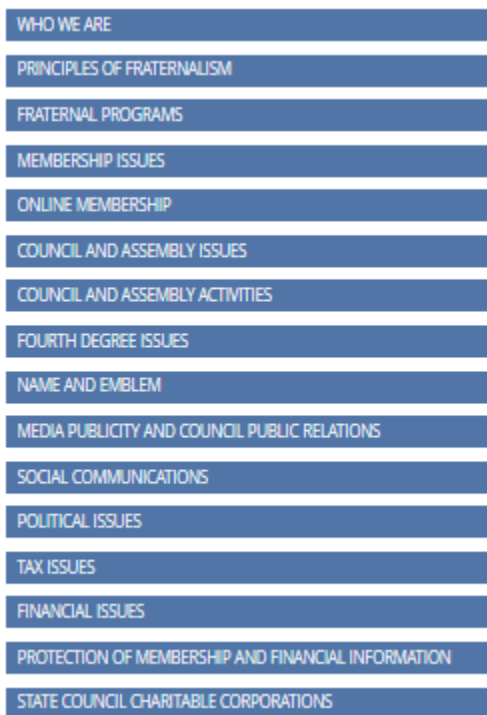 WHO WE ARE
PRINCIPLES OF FRATERNALISM
FRATERNAL PROGRAMS
MEMBERSHIP ISSUES
ONLINE MEMBERSHIP
COUNCIL AND ASSEMBLY ISSUES
COUNCIL AND ASSEMBLY ACTIVITIES
FOURTH DEGREE ISSUES
NAME AND EMBLEM
MEDIA PUBLICITY AND COUNCIL PUBLIC RELATIONS
SOCIAL COMMUNICATIONS
POLITICAL ISSUES
TAX ISSUES
FINANCIAL ISSUES
PROTECTION OF MEMBERSHIP AND FINANCIAL INFORMATION
STATE COUNCIL CHARITABLE CORPORATIONS